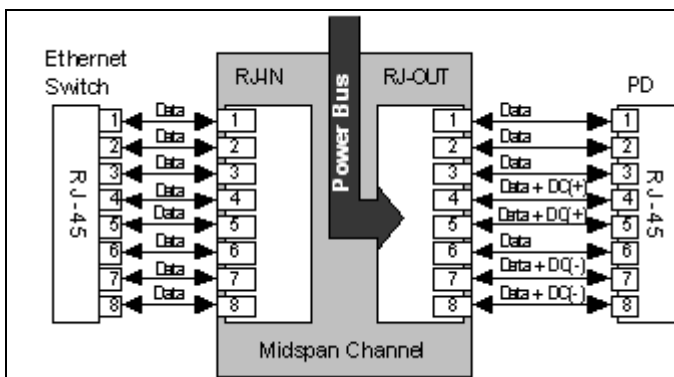 Ethernet
Switch
RJ-IN
RJ-OUT
PD
Power Bus
RJ-45
RJ-45
1 Data 1 1 Data 1
2 Data 2 2 Data 2
3 Data 3 3 Data 3
4 Data 4 4 Data + DC(+) 4
5 Data 5 5 Data + DC(+) 5
6 Data 6 6 Data 6
7 Data 7 7 Data + DC(-) 7
8 Data 8 8 Data + DC(-) 8
Midspan Channel